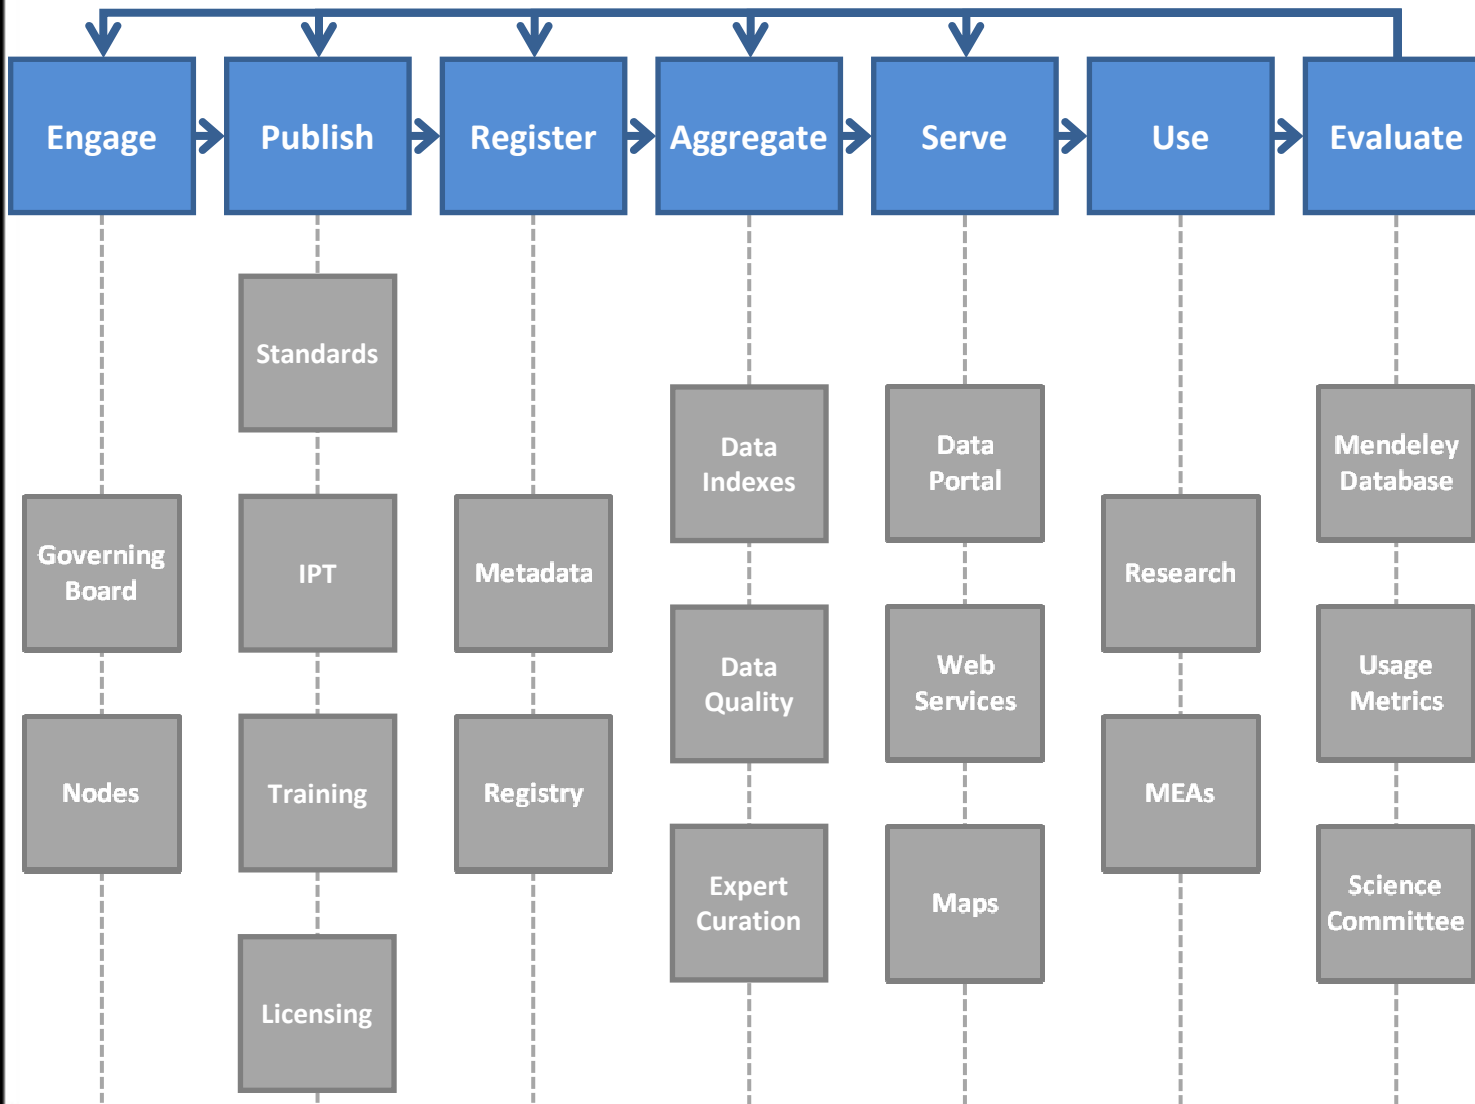 Engage
Publish
Register
Aggregate
Serve
Use
Evaluate
Governing
Board
Nodes
Standards
IPT
Training
Licensing
Metadata
Registry
Data
Indexes
Data
Quality
Expert
Curation
Data
Portal
Web
Services
Maps
Research
MEAs
Mendeley
Database
Usage
Metrics
Science
Committee